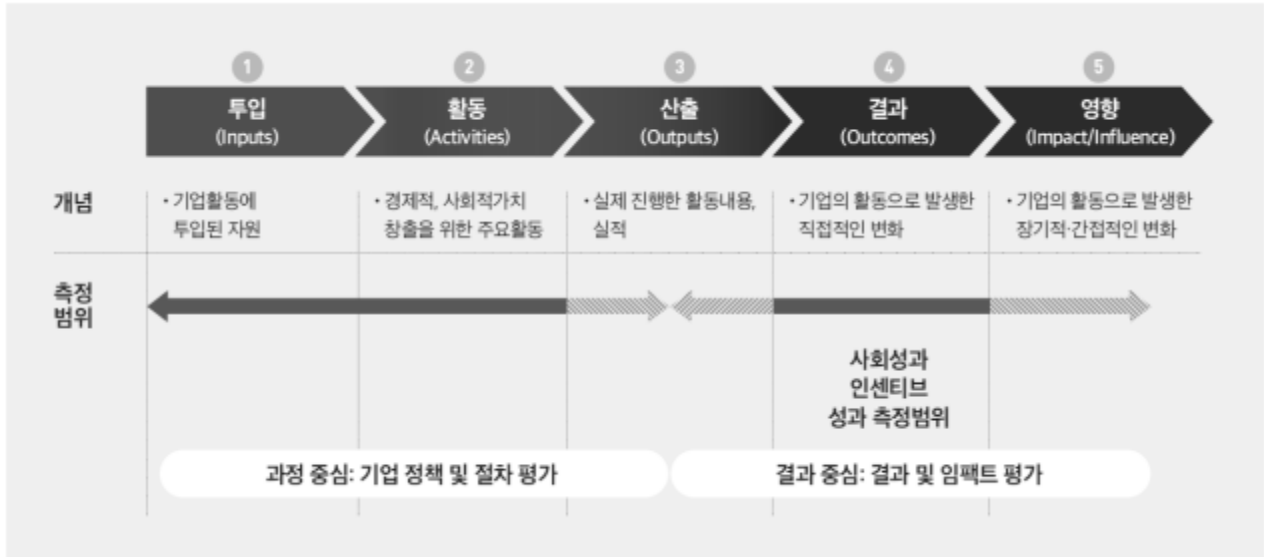 1
2
3
4
5
투입
(Inputs)
활동
(Activities)
산출
(Outputs)
결과
(Outcomes)
영향
(Impact/Influence)
개념
• 기업활동에
투입된 자원
• 경제적, 사회적가치
창출을 위한 주요활동
• 실제 진행한 활동내용,
실적
• 기업의 활동으로 발생한
직접적인 변화
• 기업의 활동으로 발생한
장기적·간접적인 변화
측정
범위
사회성과
인센티브
성과 측정범위
과정 중심: 기업 정책 및 절차 평가
결과 중심: 결과 및 임팩트 평가